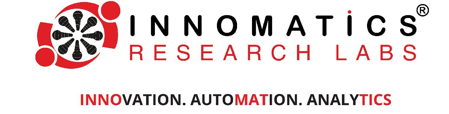 INNOMATICS®
RESEARCH LABS
INNOVATION. AUTOMATION. ANALYTICS